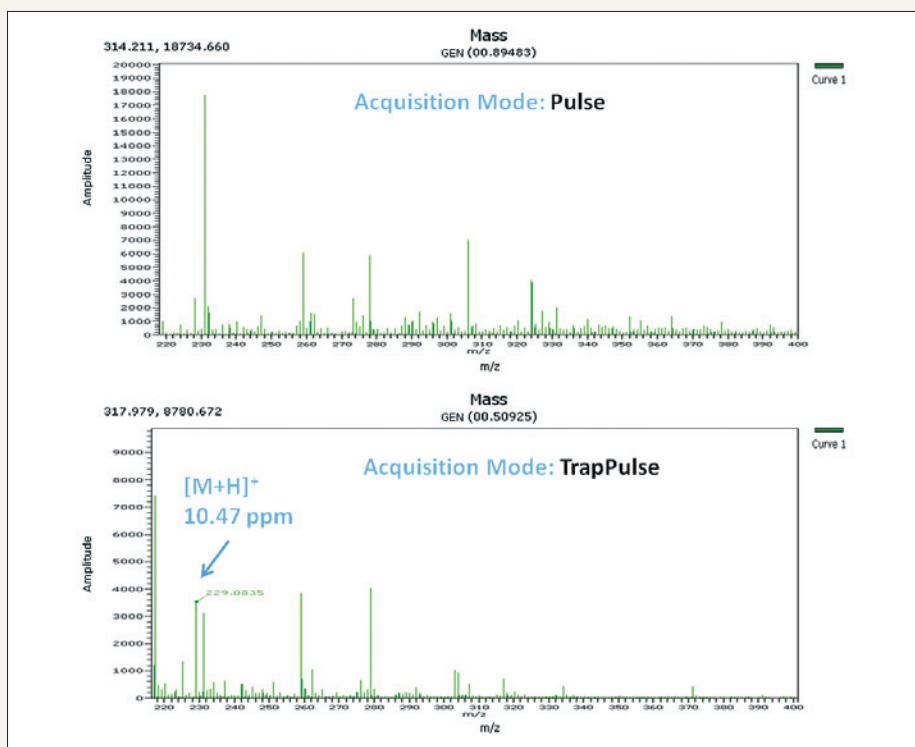 314.211, 18734.660
Mass
GEN (00.89483)
Curve 1
Acquisition Mode: Pulse
Amplitude
20000
19000
18000
17000
16000
15000
14000
13000
12000
11000
10000
9000
8000
7000
6000
5000
4000
3000
2000
1000
220 230 240 250 260 270 280 290 300 310 320 330 340 350 360 370 380 390 400
m/z
m/z
317.979, 8780.672
Mass
GEN (00.50925)
Curve 1
Acquisition Mode: TrapPulse
[M+H]+
10.47 ppm
229.0835
Amplitude
9000
8000
7000
6000
5000
4000
3000
2000
1000
0
220 230 240 250 260 270 280 290 300 310 320 330 340 350 360 370 380 390 400
m/z
m/z